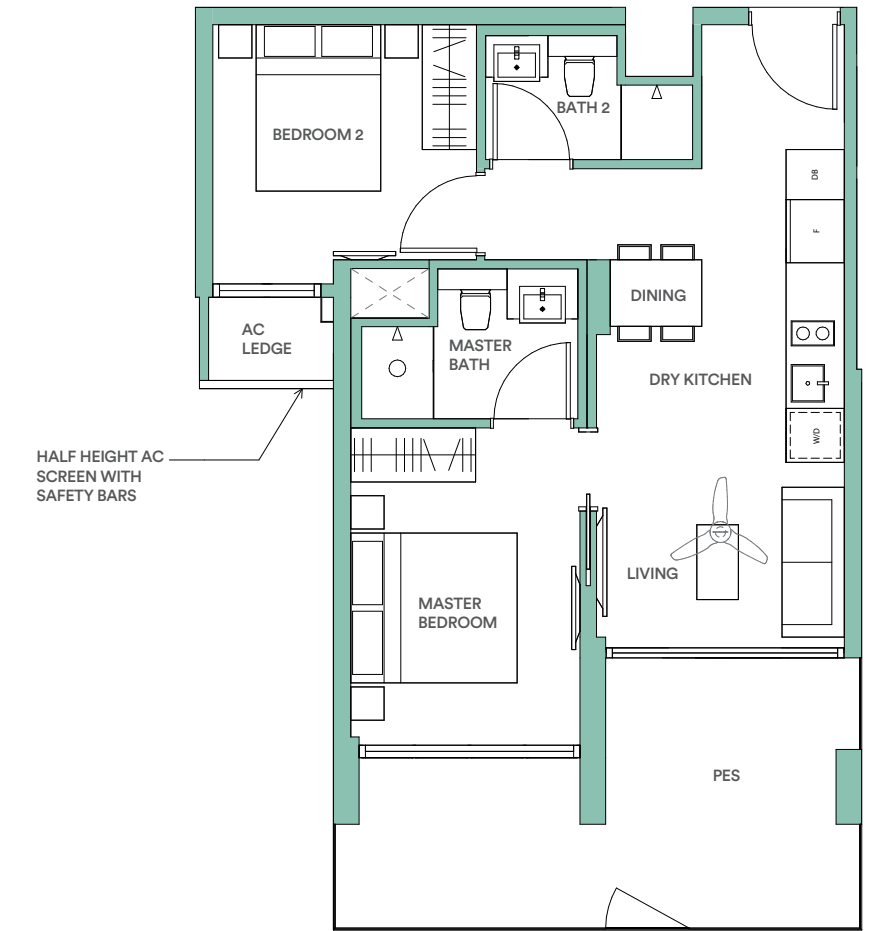 BEDROOM 2
BATH 2
DB
F
DINING
AC
LEDGE
MASTER
BATH
DRY KITCHEN
W/D
HALF HEIGHT AC
SCREEN WITH
SAFETY BARS
LIVING
MASTER
BEDROOM
PES